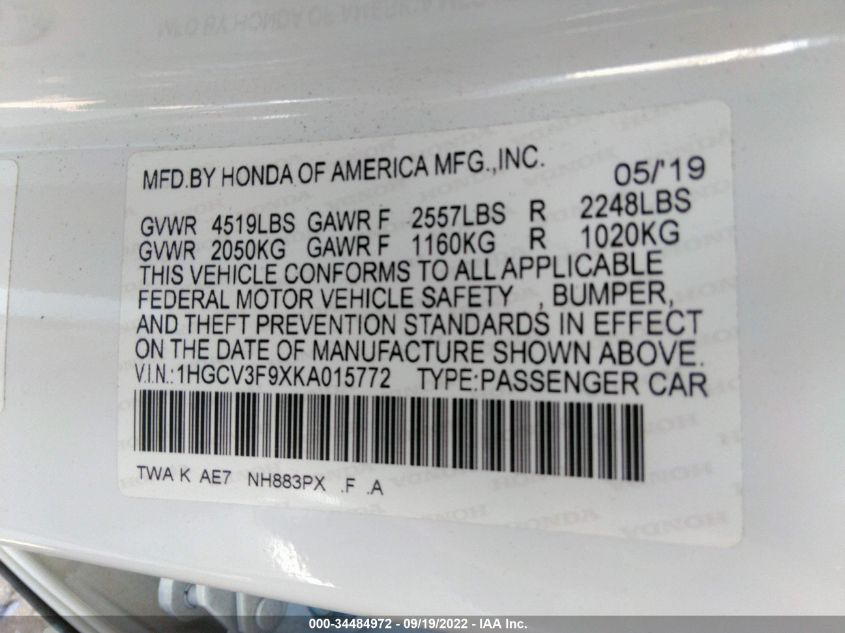 MFD.BY HONDA OF AMERICA MFG.,INC. 05/'19
GVWR 4519LBS GAWR F 2557LBS R 2248LBS
GVWR 2050KG GAWR F 1160KG R 1020KG
THIS VEHICLE CONFORMS TO ALL APPLICABLE
FEDERAL MOTOR VEHICLE SAFETY , BUMPER,
AND THEFT PREVENTION STANDARDS IN EFFECT
ON THE DATE OF MANUFACTURE SHOWN ABOVE.
V.I.N.:1HGCV3F9XKA015772 TYPE:PASSENGER CAR
TWA K AE7 NH883PX .F .A
000-34484972 - 09/19/2022 - IAA Inc.